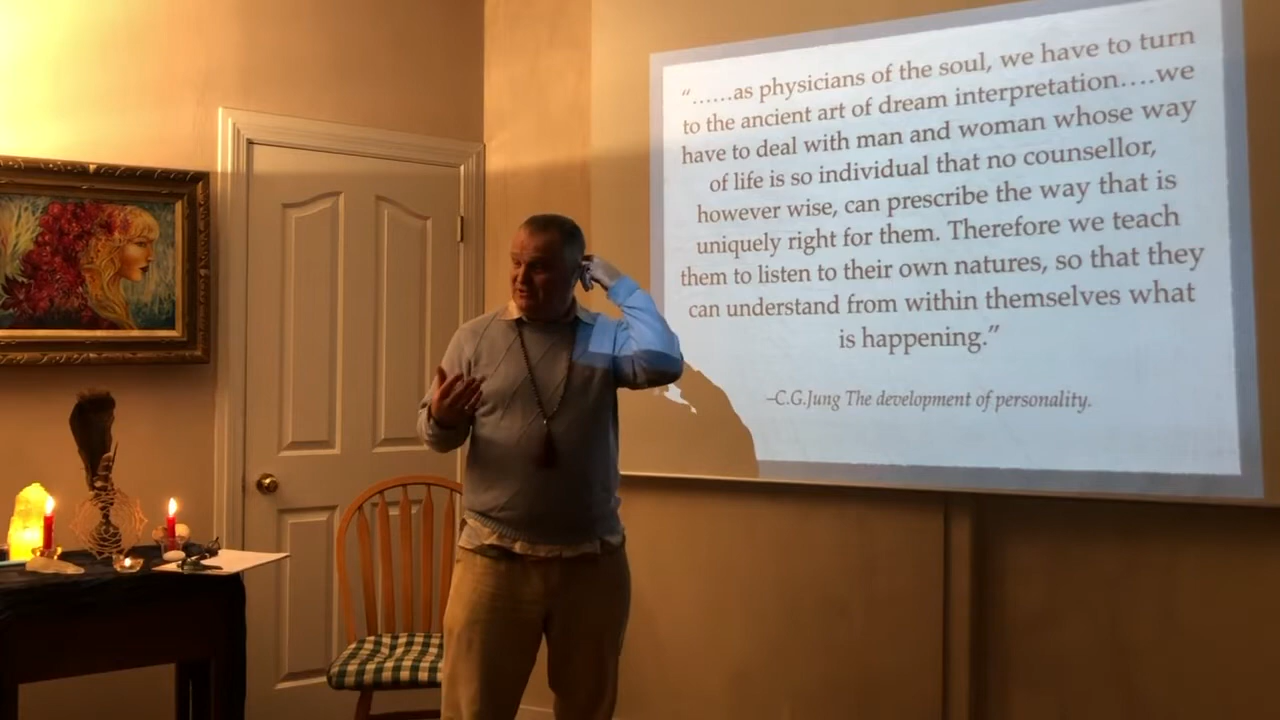 “……as physicians of the soul, we have to turn
to the ancient art of dream interpretation….we
have to deal with man and woman whose way
of life is so individual that no counsellor,
however wise, can prescribe the way that is
uniquely right for them. Therefore we teach
them to listen to their own natures, so that they
can understand from within themselves what
is happening.”
–C.G.Jung The development of personality.